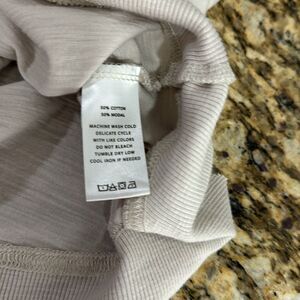 50% COTTON
50% MODAL
MACHINE WASH COLD
DELICATE CYCLE
WITH LIKE COLORS
DO NOT BLEACH
TUMBLE DRY LOW
COOL IRON IF NEEDED